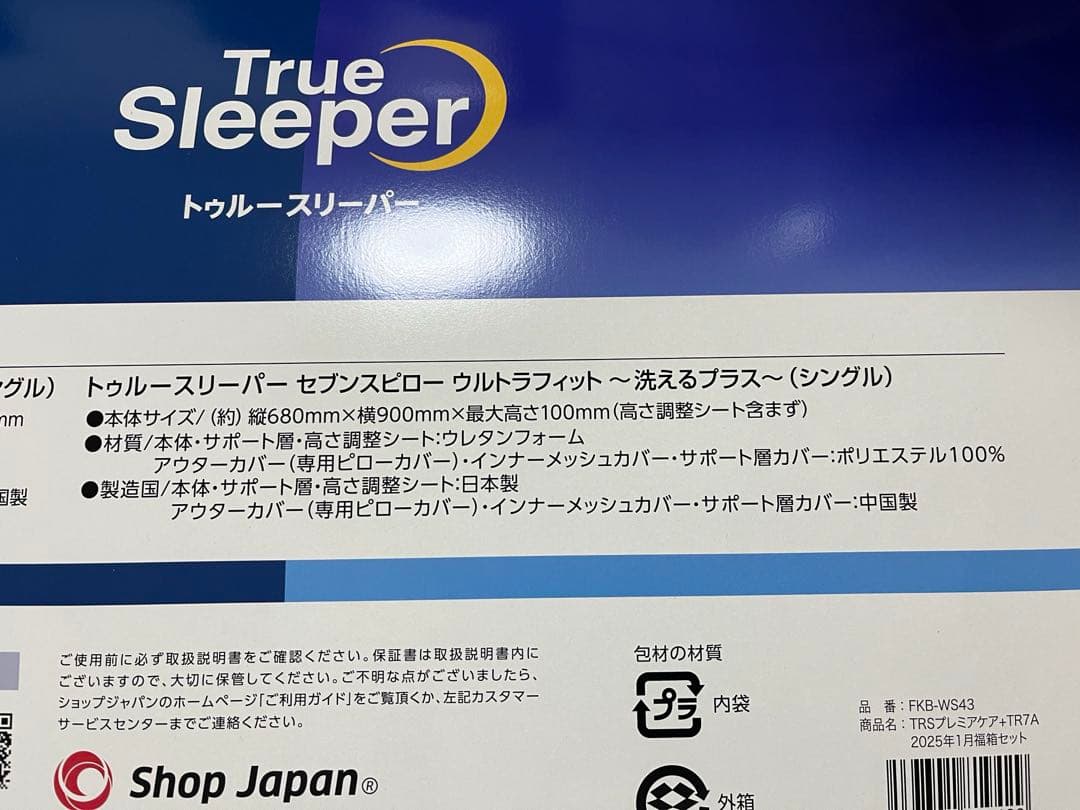 True
Sleeper
トゥルースリーパー
グル）
トゥルースリーパー セブンスピロー ウルトラフィット ～洗えるプラス～（シングル）
mm
●本体サイズ/（約）縦680mm×横900mm×最大高さ100mm（高さ調整シート含まず）
●材質/本体・サポート層・高さ調整シート:ウレタンフォーム
アウターカバー（専用ピローカバー）・インナーメッシュカバー・サポート層カバー:ポリエステル100%
国製
●製造国/本体・サポート層・高さ調整シート:日本製
アウターカバー（専用ピローカバー）・インナーメッシュカバー・サポート層カバー:中国製
ご使用前に必ず取扱説明書をご確認ください。保証書は取扱説明書内に
ございますので、大切に保管してください。ご不明な点がございましたら、
ショップジャパンのホームページ「ご利用ガイド」をご覧頂くか、左記カスタマー
サービスセンターまでご連絡ください。
Shop Japan®
包材の材質
プラ 内袋
外箱
品　番：FKB-WS43
商品名：TRSプレミアケア+TR7A
2025年1月福箱セット